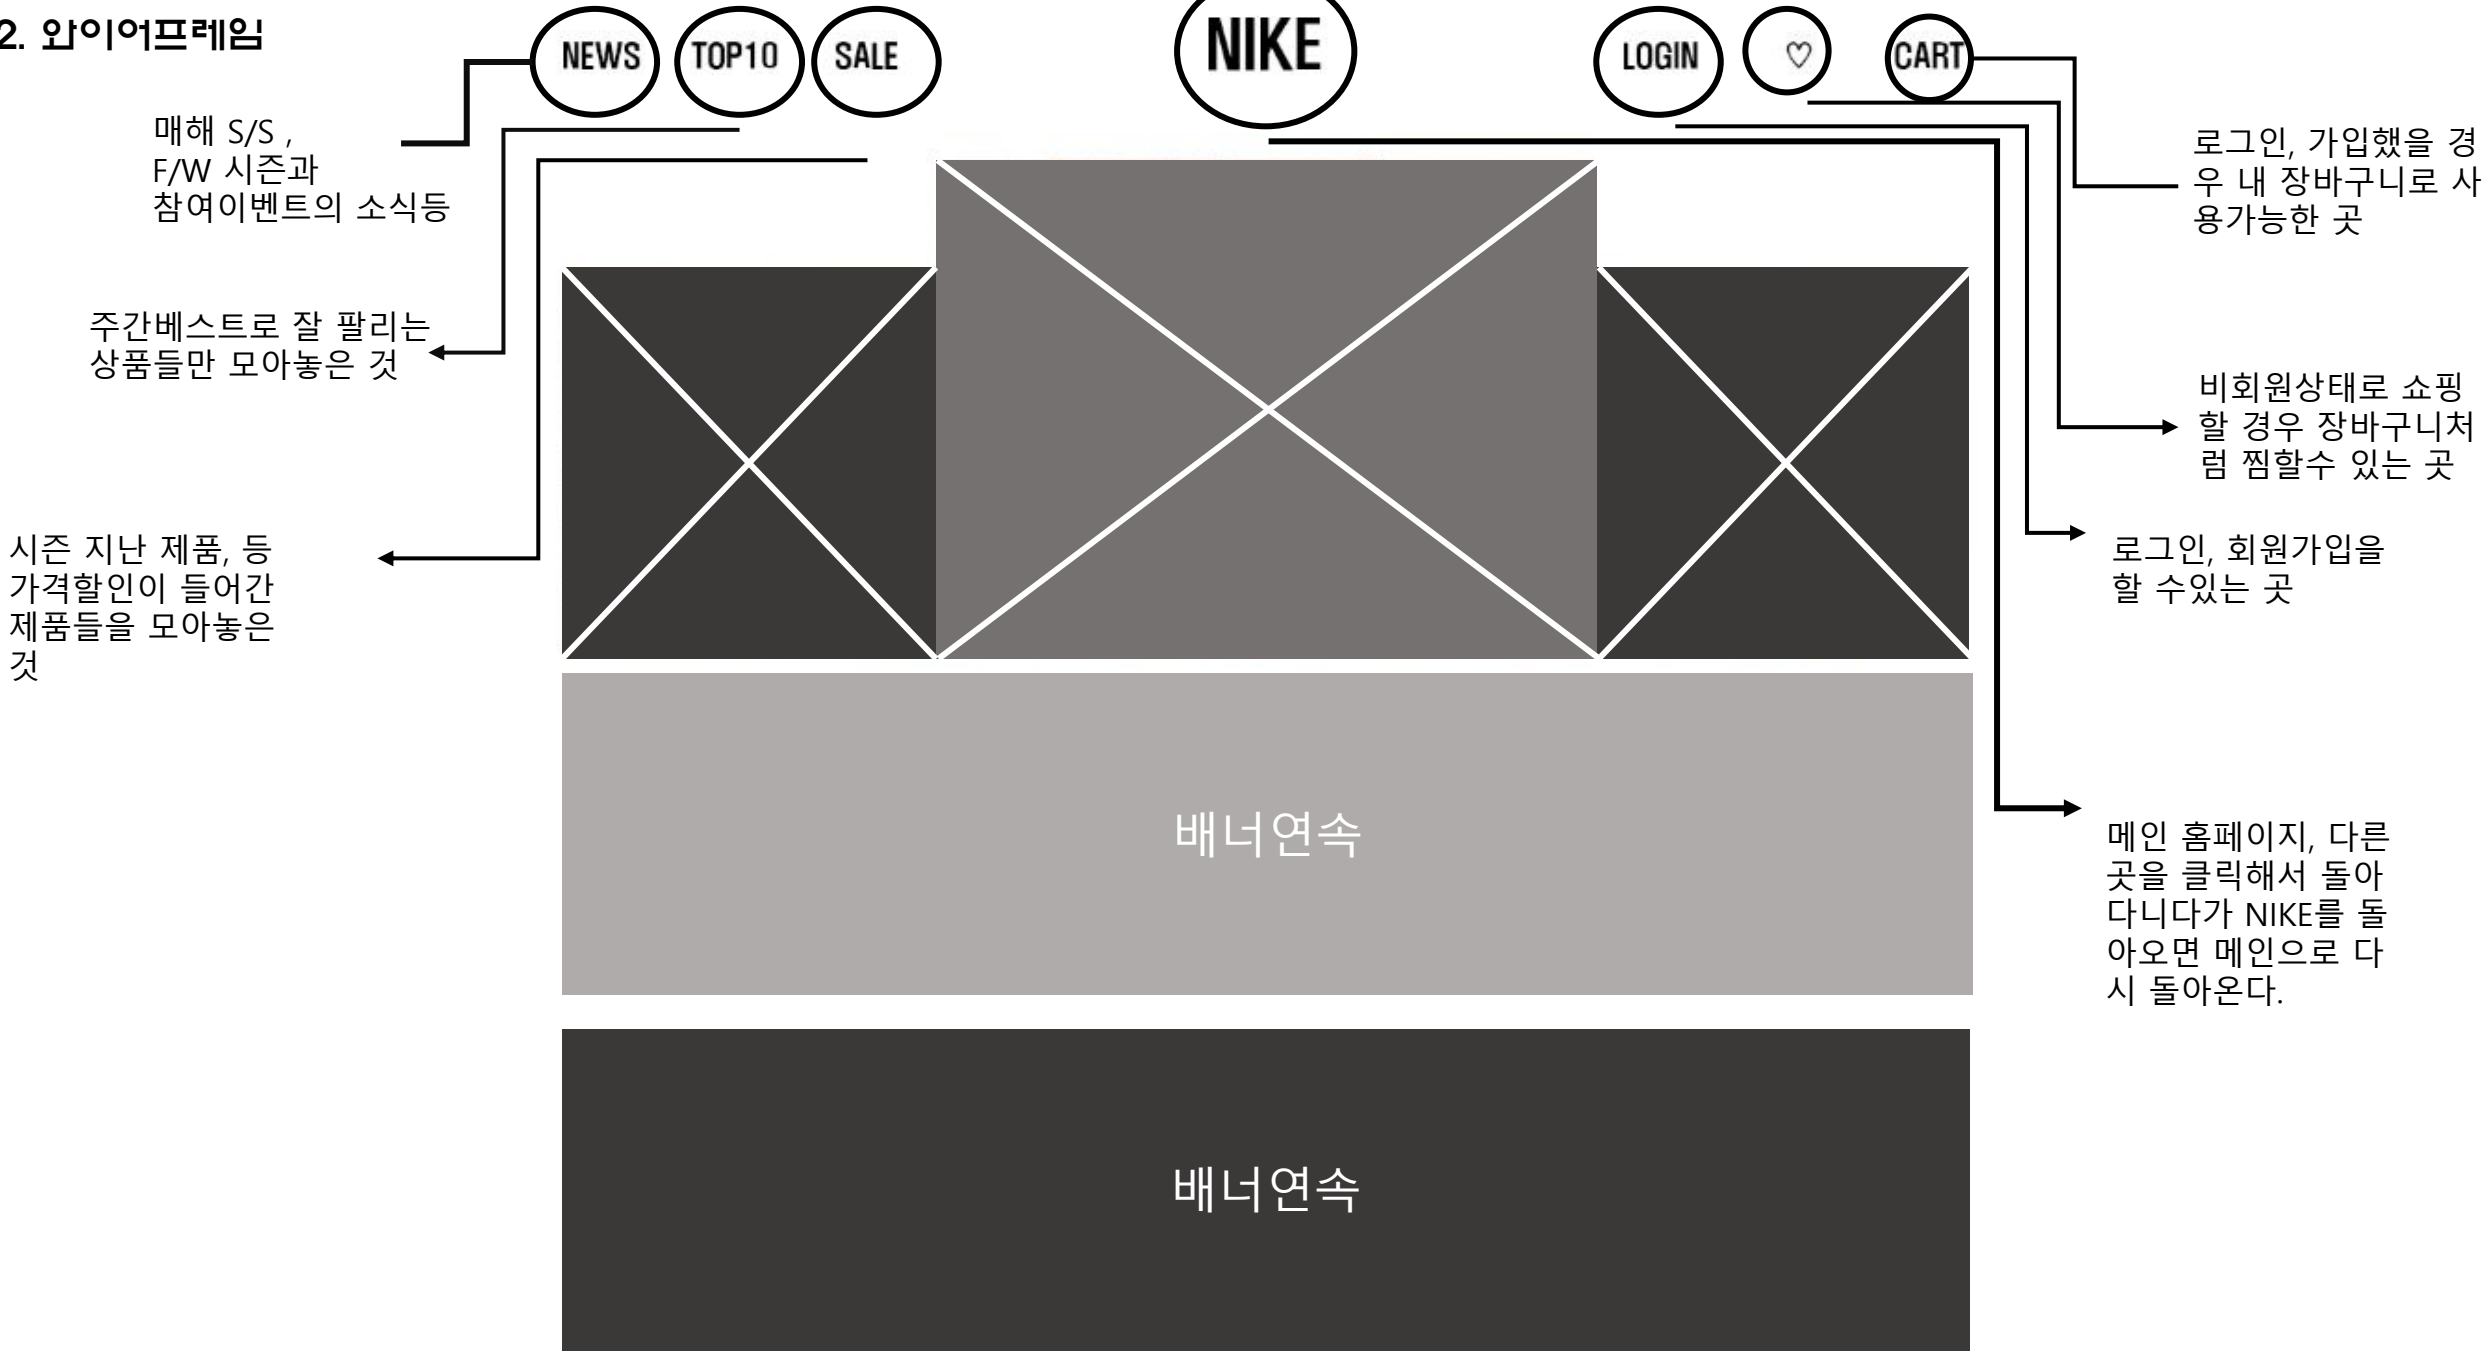 2. 와이어프레임
NEWS
TOP10
SALE
NIKE
LOGIN
♡
CART
매해 S/S ,
F/W 시즌과
참여이벤트의 소식등
주간베스트로 잘 팔리는
상품들만 모아놓은 것
시즌 지난 제품, 등
가격할인이 들어간
제품들을 모아놓은
것
로그인, 가입했을 경
우 내 장바구니로 사
용가능한 곳
비회원상태로 쇼핑
할 경우 장바구니처
럼 찜할수 있는 곳
로그인, 회원가입을
할 수있는 곳
메인 홈페이지, 다른
곳을 클릭해서 돌아
다니다가 NIKE를 돌
아오면 메인으로 다
시 돌아온다.
배너연속
배너연속